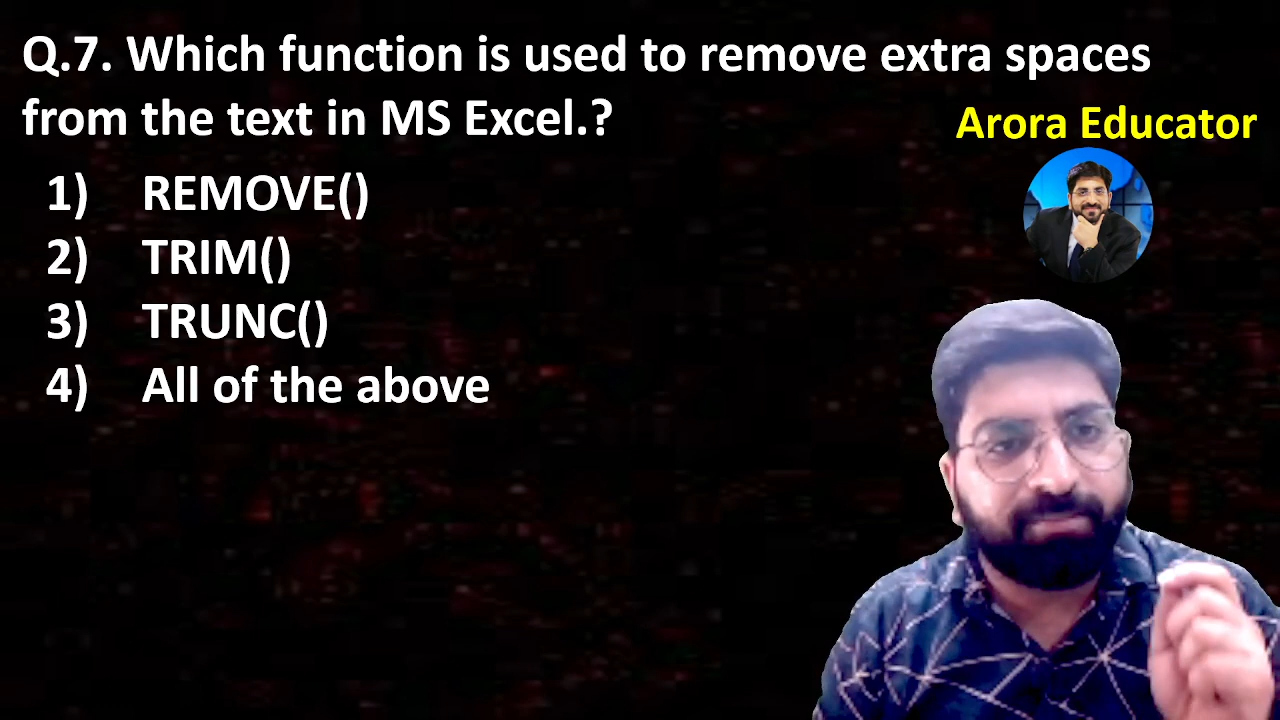 Q.7. Which function is used to remove extra spaces
from the text in MS Excel.?
Arora Educator
1) REMOVE()
2) TRIM()
3) TRUNC()
4) All of the above